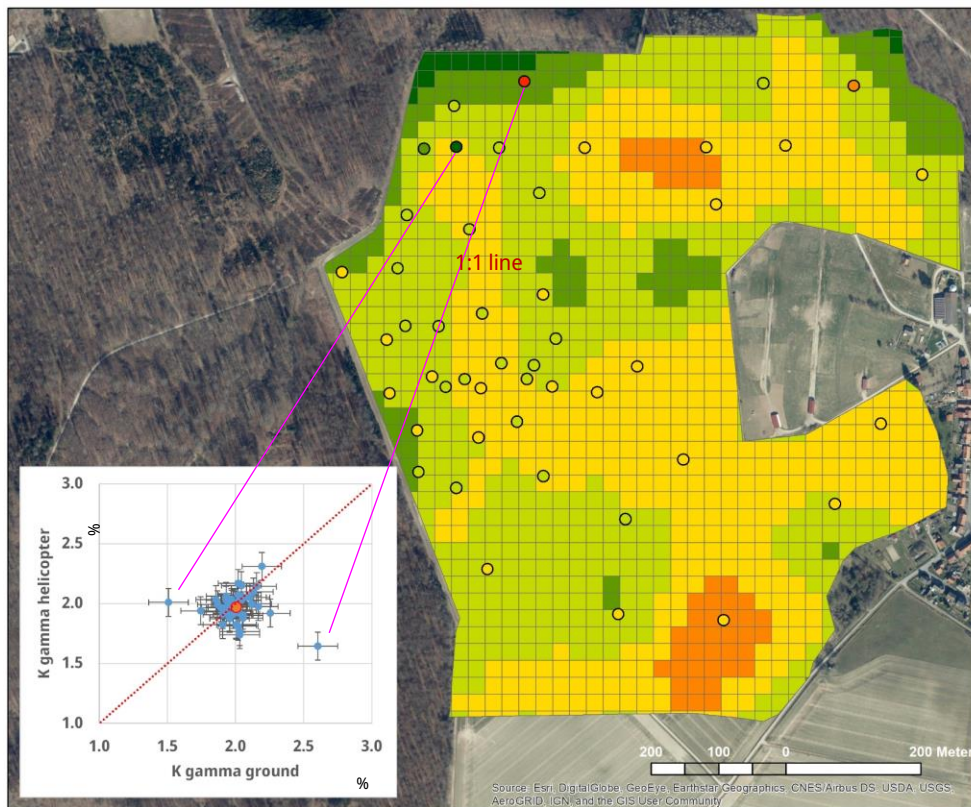 1:1 line
3.0
2.5
2.0
1.5
1.0
%
K gamma helicopter
1.0 1.5 2.0 2.5 3.0
K gamma ground
%
200 100 0 200 Meter
Source: Esri, DigitalGlobe, GeoEye, Earthstar Geographics, CNES/Airbus DS, USDA, USGS,
AeroGRID, IGN, and the GIS User Community